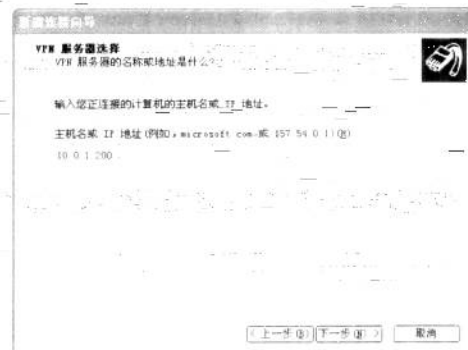 新建连接向导
VPN 服务器选择
VPN 服务器的名称或地址是什么?
输入您正连接的计算机的主机名或 IP 地址。
主机名或 IP 地址(例如，microsoft com 或 157 54 0 1)(H)
10 0 1 200
< 上一步(B) 下一步(N) > 取消